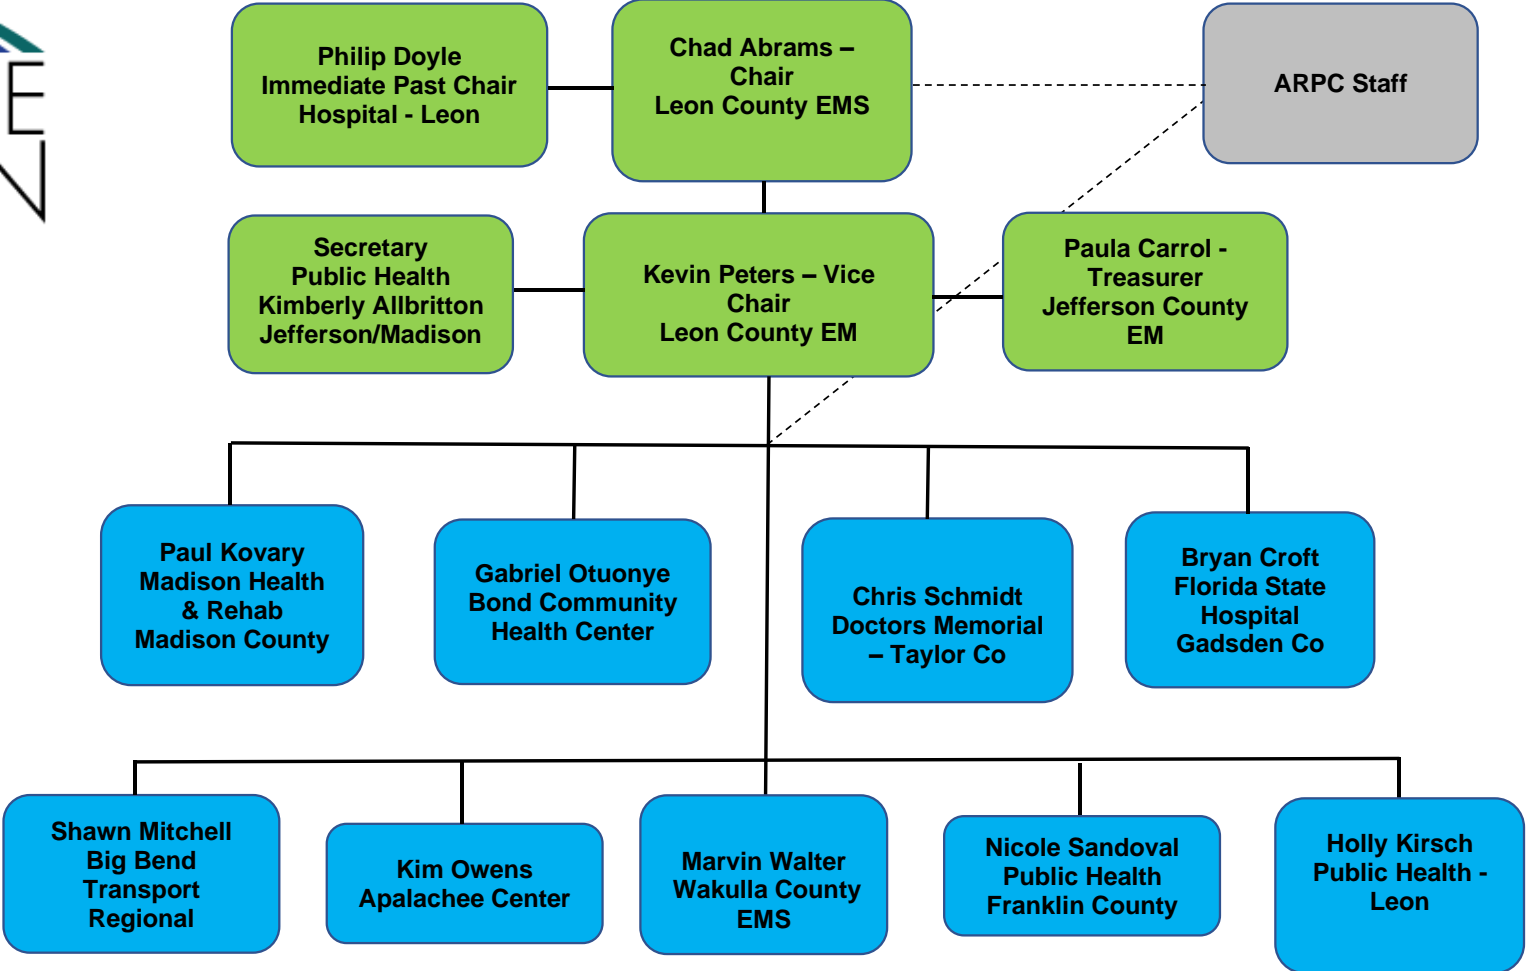 E
N
Philip Doyle
Immediate Past Chair
Hospital - Leon
Chad Abrams –
Chair
Leon County EMS
ARPC Staff
Secretary
Public Health
Kimberly Allbritton
Jefferson/Madison
Kevin Peters – Vice
Chair
Leon County EM
Paula Carrol -
Treasurer
Jefferson County
EM
Paul Kovary
Madison Health
& Rehab
Madison County
Gabriel Otuonye
Bond Community
Health Center
Chris Schmidt
Doctors Memorial
– Taylor Co
Bryan Croft
Florida State
Hospital
Gadsden Co
Shawn Mitchell
Big Bend
Transport
Regional
Kim Owens
Apalachee Center
Marvin Walter
Wakulla County
EMS
Nicole Sandoval
Public Health
Franklin County
Holly Kirsch
Public Health -
Leon